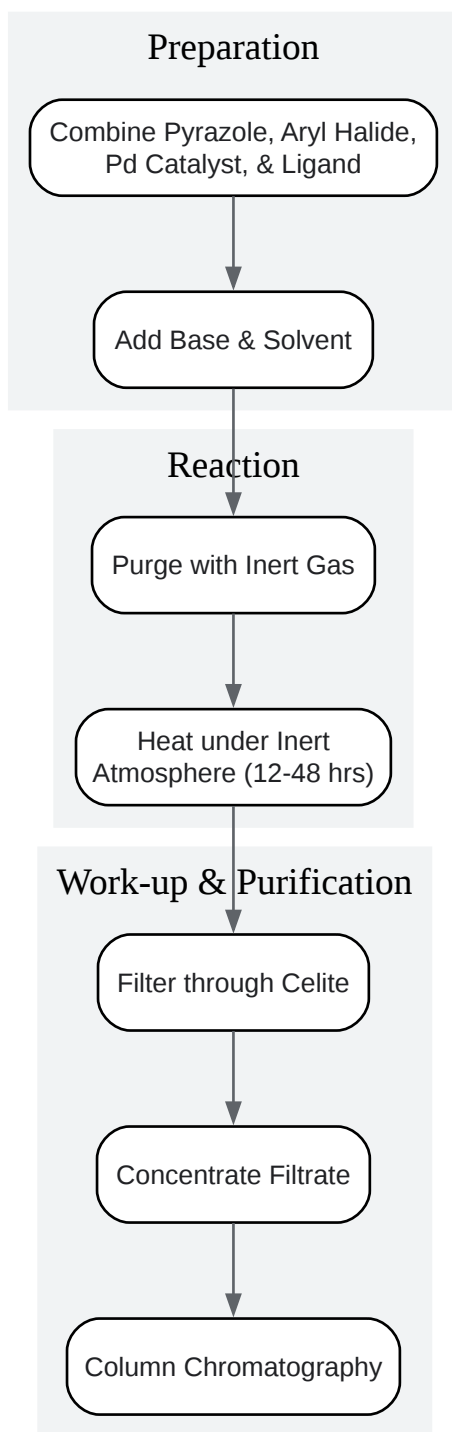 Preparation
Combine Pyrazole, Aryl Halide,
Pd Catalyst, & Ligand
Add Base & Solvent
Reaction
Purge with Inert Gas
Heat under Inert
Atmosphere (12-48 hrs)
Work-up & Purification
Filter through Celite
Concentrate Filtrate
Column Chromatography